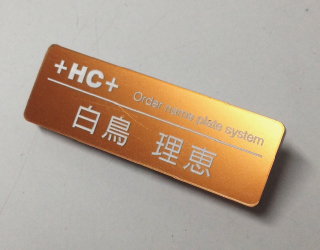 +HC+
Order name plate system
白鳥 理恵